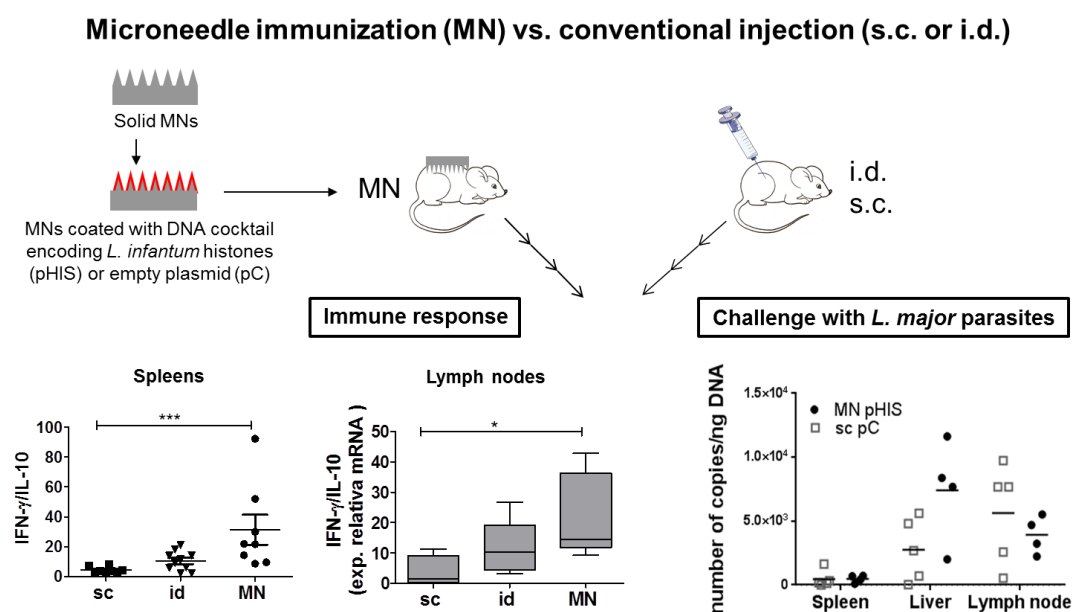 Microneedle immunization (MN) vs. conventional injection (s.c. or i.d.)
Solid MNs
MNs coated with DNA cocktail
encoding L. infantum histones
(pHIS) or empty plasmid (pC)
MN
i.d.
s.c.
Immune response
Challenge with L. major parasites
Spleens
***
IFN-γ/IL-10
100
80
60
40
20
0
sc
id
MN
Lymph nodes
*
IFN-γ/IL-10
(exp. relativa mRNA )
50
40
30
20
10
0
sc
id
MN
number of copies/ng DNA
1.5×10⁴
1.0×10⁴
5.0×10³
0
MN pHIS
sc pC
Spleen
Liver
Lymph node